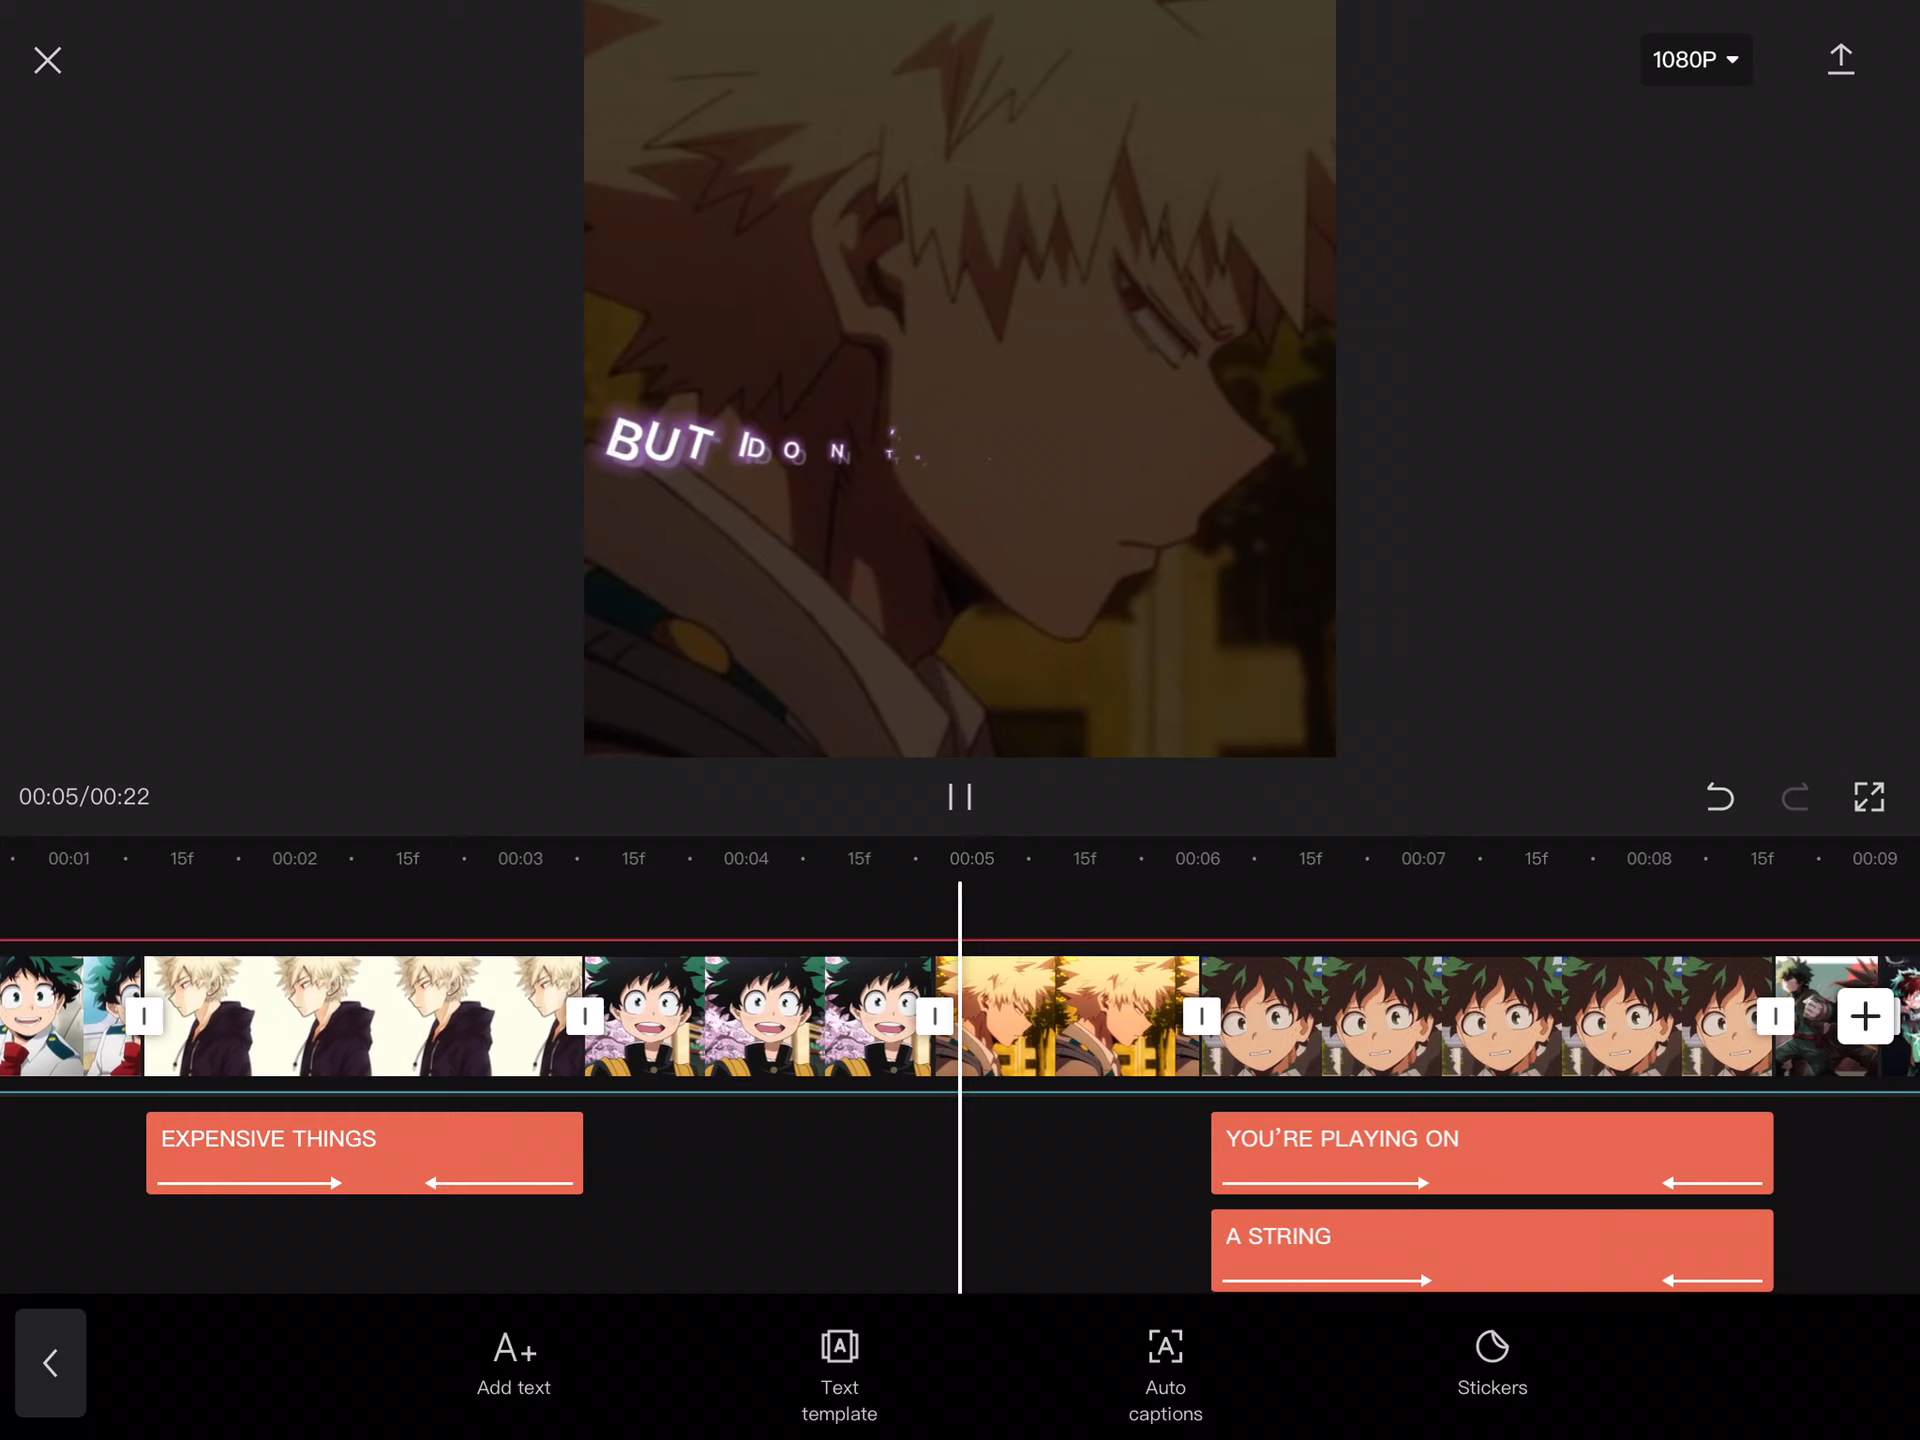 1080P
BUT I DON T
00:05/00:22
00:01 15f 00:02 15f 00:03 15f 00:04 15f 00:05 15f 00:06 15f 00:07 15f 00:08 15f 00:09
EXPENSIVE THINGS
YOU’RE PLAYING ON
A STRING
A+
A
A
Add text
Text
template
Auto
captions
Stickers